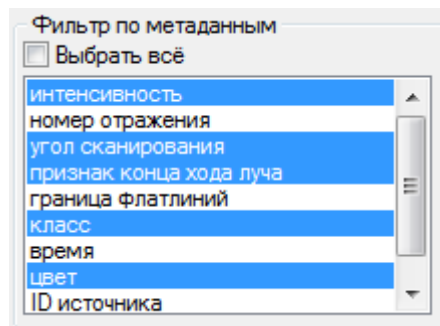 Фильтр по метаданным
Выбрать всё
интенсивность
номер отражения
угол сканирования
признак конца хода луча
граница флатлиний
класс
время
цвет
ID источника